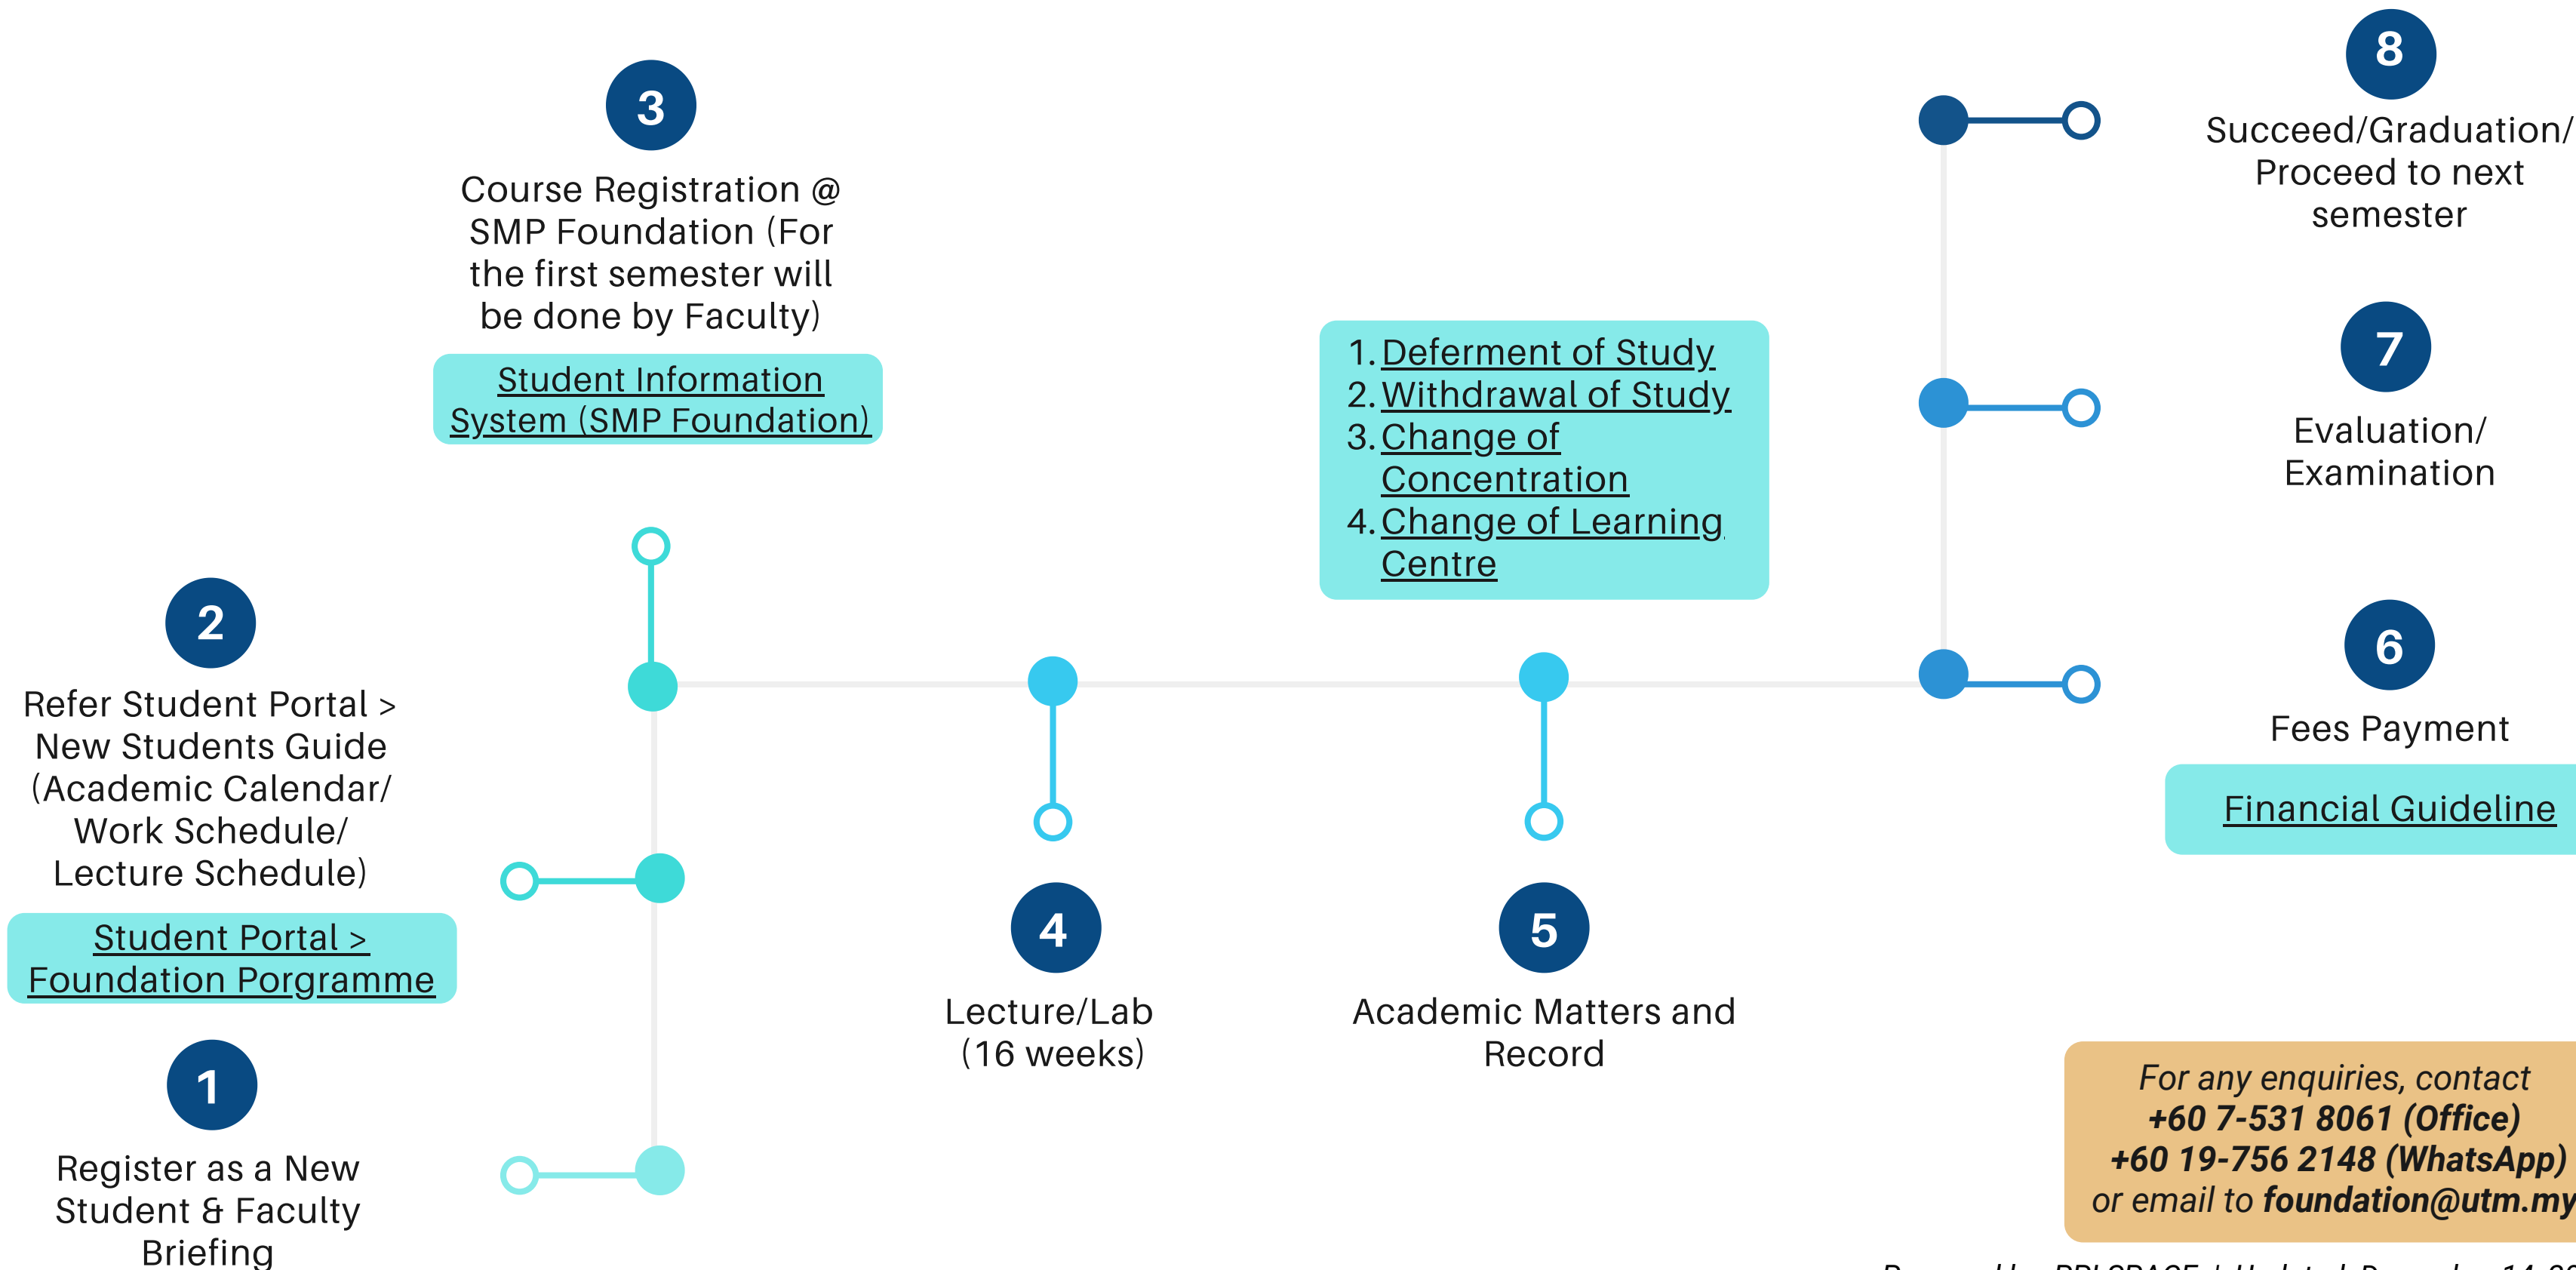 8
Succeed/Graduation/
Proceed to next
semester
3
Course Registration @
SMP Foundation (For
the first semester will
be done by Faculty)
Student Information
System (SMP Foundation)
1. Deferment of Study
2. Withdrawal of Study
3. Change of
Concentration
4. Change of Learning
Centre
7
Evaluation/
Examination
2
Refer Student Portal >
New Students Guide
(Academic Calendar/
Work Schedule/
Lecture Schedule)
Student Portal >
Foundation Porgramme
6
Fees Payment
Financial Guideline
1
Register as a New
Student & Faculty
Briefing
4
Lecture/Lab
(16 weeks)
5
Academic Matters and
Record
For any enquiries, contact
+60 7-531 8061 (Office)
+60 19-756 2148 (WhatsApp)
or email to foundation@utm.my